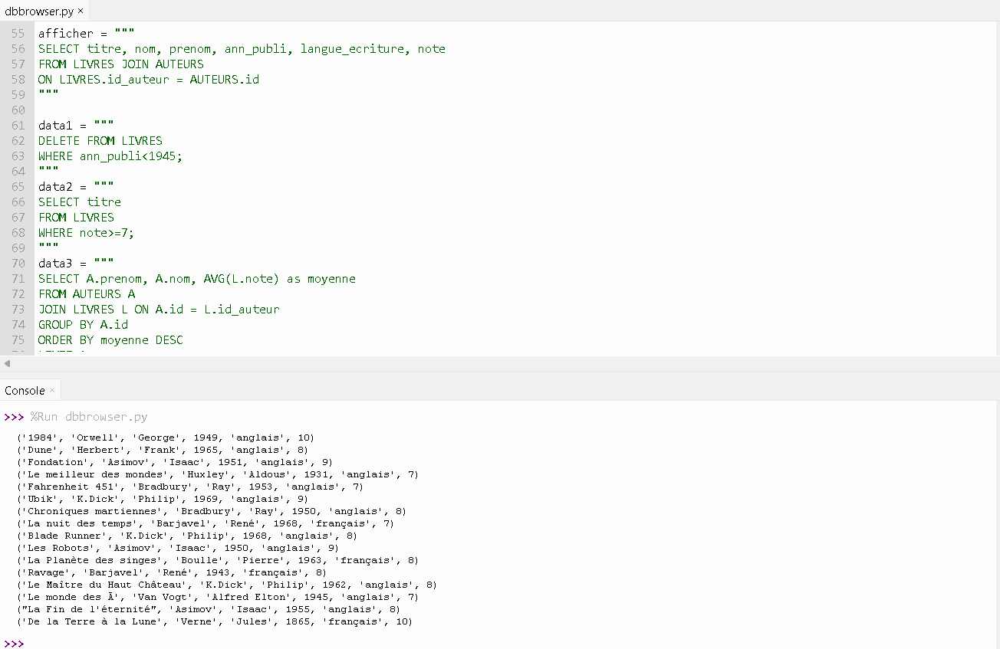 dbbrowser.py ×
55 afficher = """
56 SELECT titre, nom, prenom, ann_publi, langue_ecriture, note
57 FROM LIVRES JOIN AUTEURS
58 ON LIVRES.id_auteur = AUTEURS.id
59 """
60
61 data1 = """
62 DELETE FROM LIVRES
63 WHERE ann_publi<1945;
64 """
65 data2 = """
66 SELECT titre
67 FROM LIVRES
68 WHERE note>=7;
69 """
70 data3 = """
71 SELECT A.prenom, A.nom, AVG(L.note) as moyenne
72 FROM AUTEURS A
73 JOIN LIVRES L ON A.id = L.id_auteur
74 GROUP BY A.id
75 ORDER BY moyenne DESC
Console ×
>>> %Run dbbrowser.py
('1984', 'Orwell', 'George', 1949, 'anglais', 10)
('Dune', 'Herbert', 'Frank', 1965, 'anglais', 8)
('Fondation', 'Asimov', 'Isaac', 1951, 'anglais', 9)
('Le meilleur des mondes', 'Huxley', 'Aldous', 1931, 'anglais', 7)
('Fahrenheit 451', 'Bradbury', 'Ray', 1953, 'anglais', 7)
('Ubik', 'K.Dick', 'Philip', 1969, 'anglais', 9)
('Chroniques martiennes', 'Bradbury', 'Ray', 1950, 'anglais', 8)
('La nuit des temps', 'Barjavel', 'René', 1968, 'français', 7)
('Blade Runner', 'K.Dick', 'Philip', 1968, 'anglais', 8)
('Les Robots', 'Asimov', 'Isaac', 1950, 'anglais', 9)
('La Planète des singes', 'Boulle', 'Pierre', 1963, 'français', 8)
('Ravage', 'Barjavel', 'René', 1943, 'français', 8)
('Le Maître du Haut Château', 'K.Dick', 'Philip', 1962, 'anglais', 8)
('Le monde des Ā', 'Van Vogt', 'Alfred Elton', 1945, 'anglais', 7)
("La Fin de l'éternité", 'Asimov', 'Isaac', 1955, 'anglais', 8)
('De la Terre à la Lune', 'Verne', 'Jules', 1865, 'français', 10)
>>>